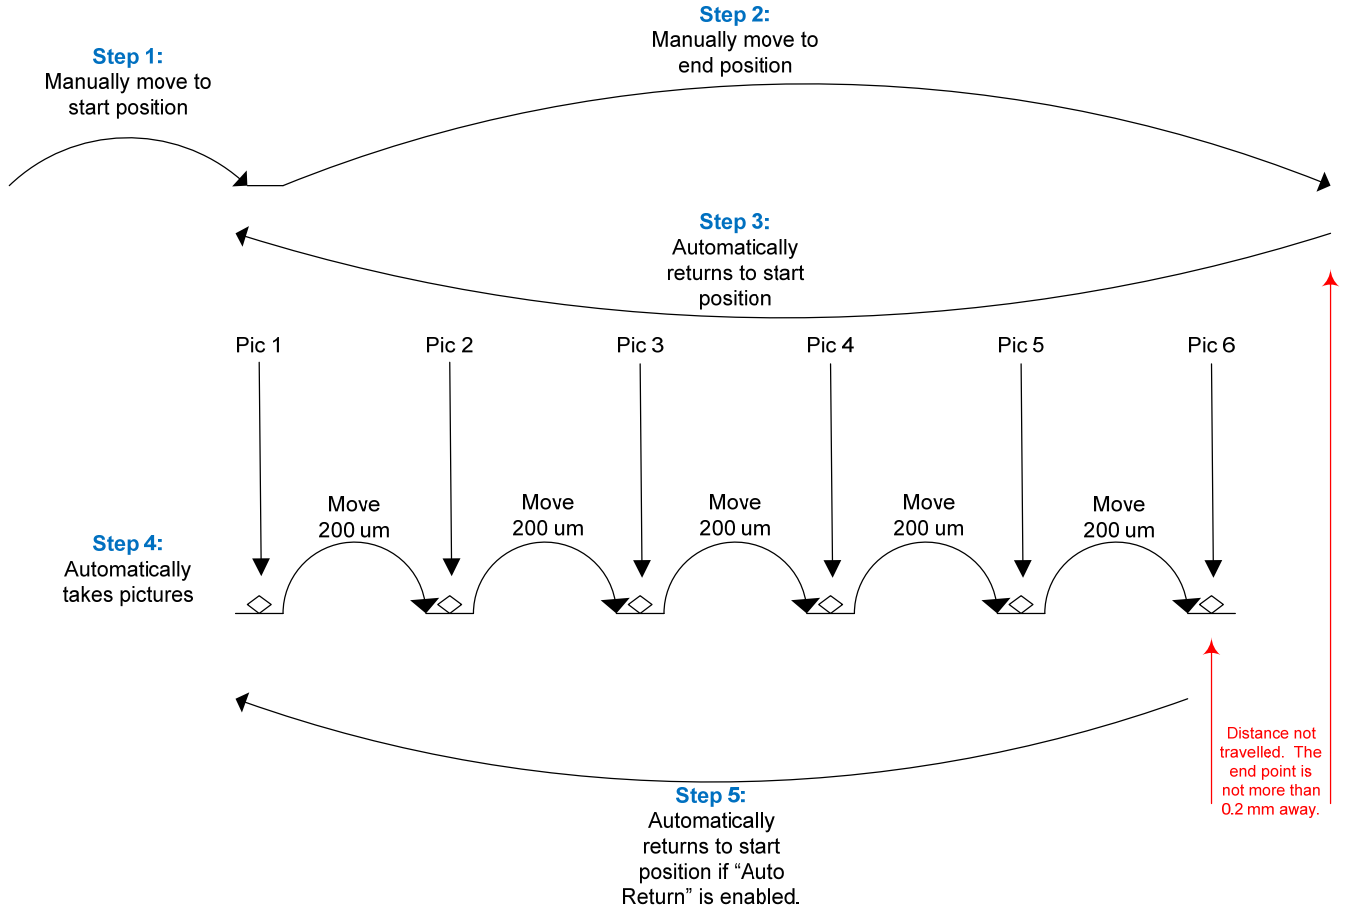 Step 1:
Manually move to
start position
Step 2:
Manually move to
end position
Step 3:
Automatically
returns to start
position
Pic 1
Pic 2
Pic 3
Pic 4
Pic 5
Pic 6
Move
200 um
Move
200 um
Move
200 um
Move
200 um
Move
200 um
Step 4:
Automatically
takes pictures
Distance not
travelled.  The
end point is
not more than
0.2 mm away.
Step 5:
Automatically
returns to start
position if “Auto
Return” is enabled.